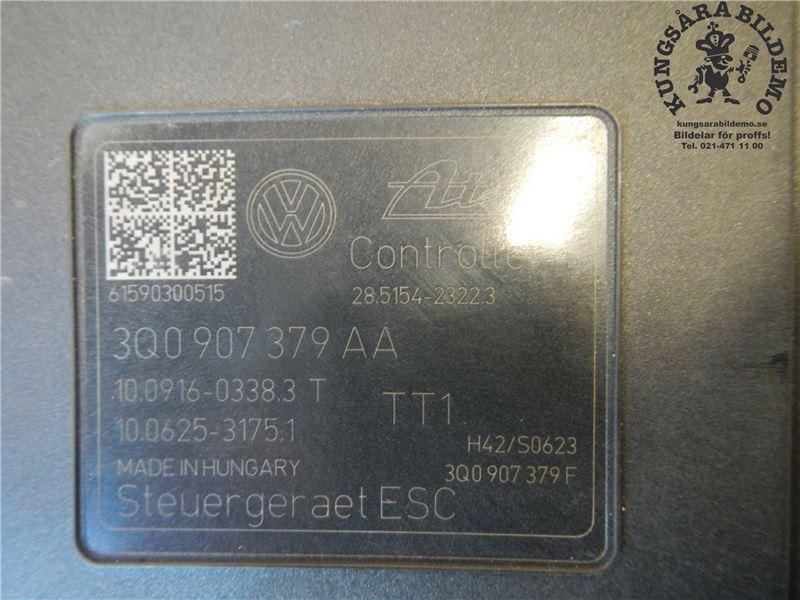 KUNGSÅRA BILDEMO
kungsarabildemo.se
Bildelar för proffs!
Tel. 021-471 11 00
Ate
61590300515
28.5154-2322.3
3Q0 907 379 AA
10.0916-0338.3 T
TT1
10.0625-3175.1
H42/S0623
MADE IN HUNGARY
3Q0 907 379 F
Steuergeraet ESC